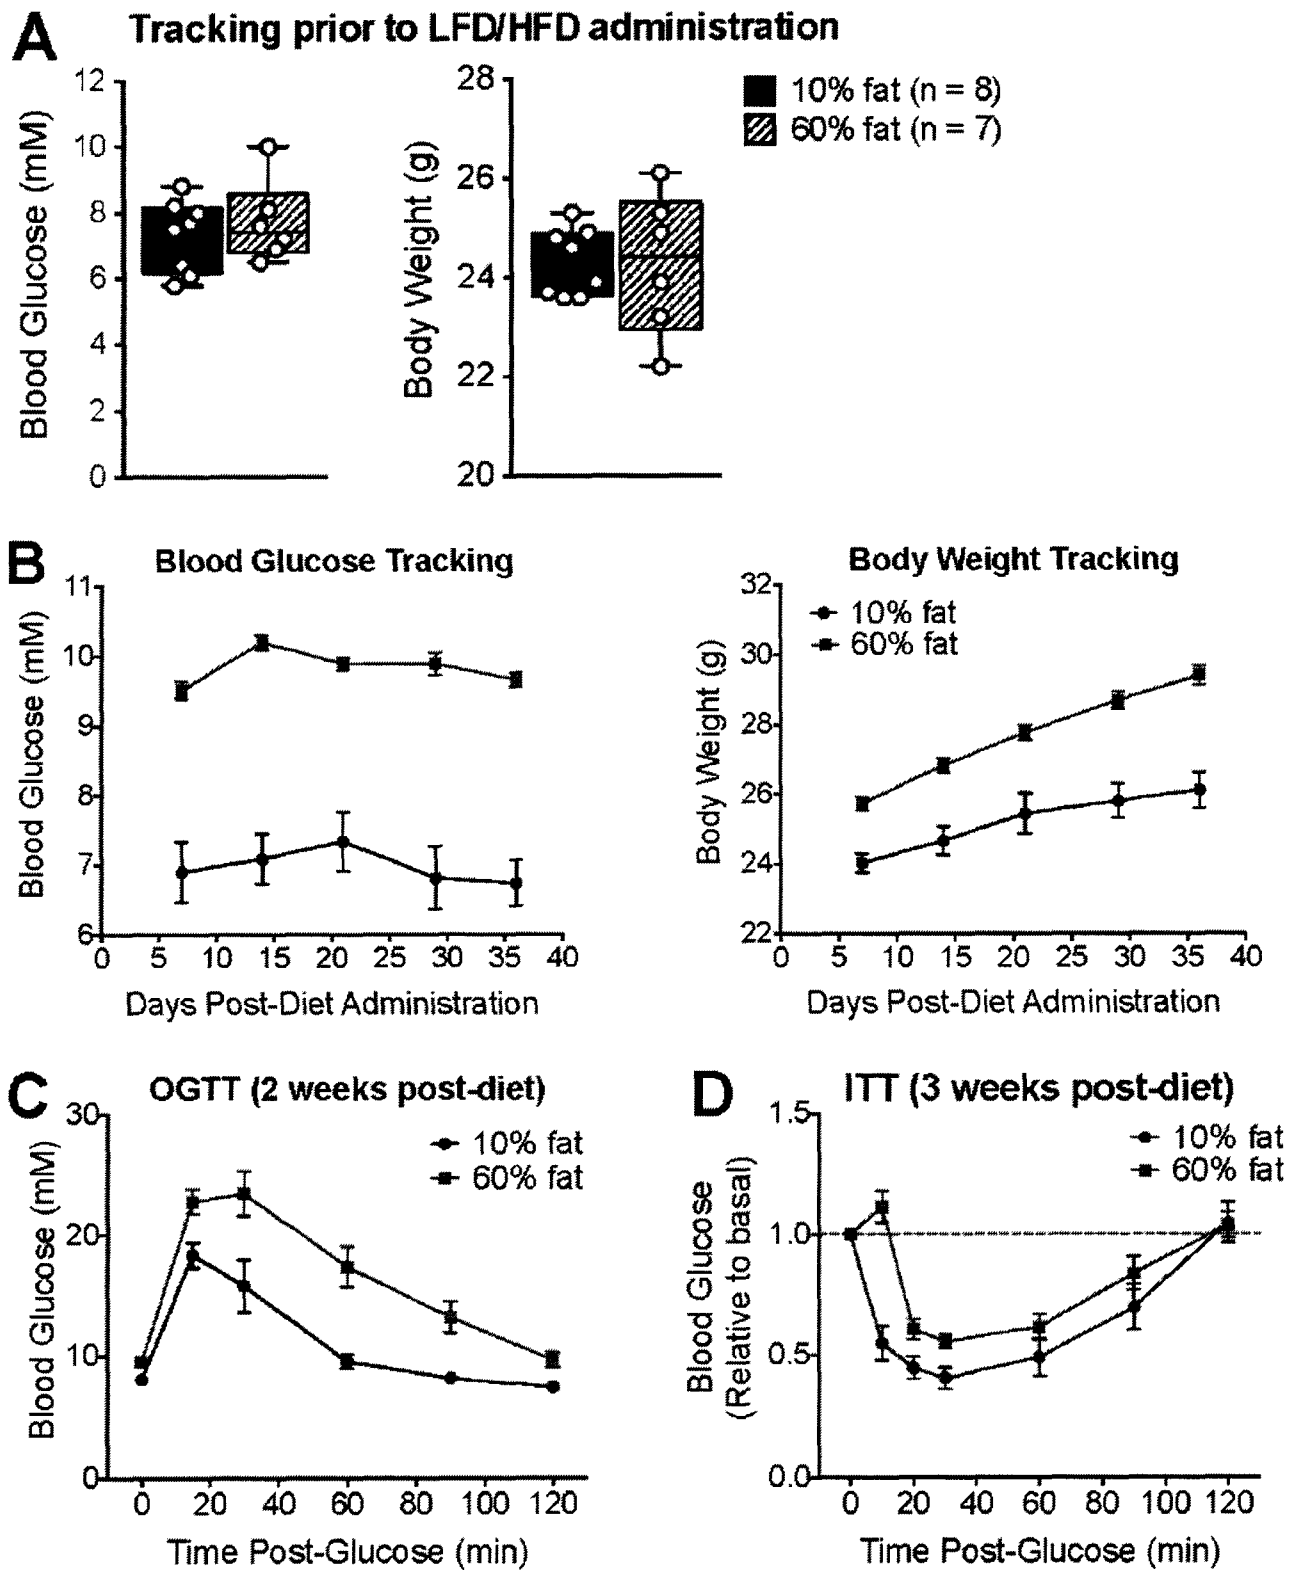 A
Tracking prior to LFD/HFD administration
12
10
8
6
4
2
0
Blood Glucose (mM)
28
26
24
22
20
Body Weight (g)
10% fat (n = 8)
60% fat (n = 7)
B
Blood Glucose Tracking
11
10
9
8
7
6
Blood Glucose (mM)
0 5 10 15 20 25 30 35 40
Days Post-Diet Administration
Body Weight Tracking
32
30
28
26
24
22
Body Weight (g)
10% fat
60% fat
0 5 10 15 20 25 30 35 40
Days Post-Diet Administration
C
OGTT (2 weeks post-diet)
30
20
10
0
Blood Glucose (mM)
10% fat
60% fat
0 20 40 60 80 100 120
Time Post-Glucose (min)
D
ITT (3 weeks post-diet)
1.5
1.0
0.5
0.0
Blood Glucose
(Relative to basal)
10% fat
60% fat
0 20 40 60 80 100 120
Time Post-Glucose (min)